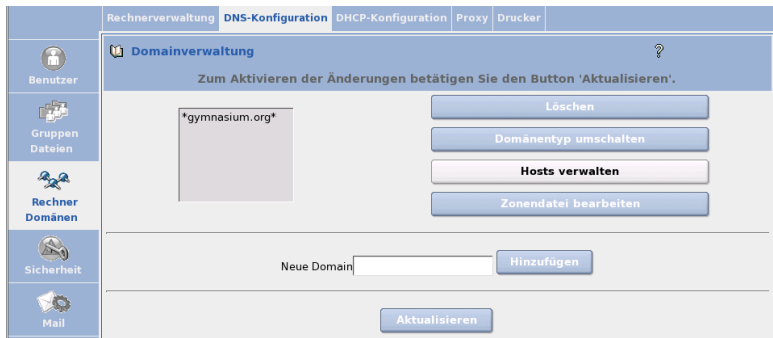 Rechnerverwaltung DNS-Konfiguration DHCP-Konfiguration Proxy Drucker
Domainverwaltung
Zum Aktivieren der Änderungen betätigen Sie den Button 'Aktualisieren'.
Benutzer
Gruppen
Dateien
Rechner
Domänen
Sicherheit
Mail
*gymnasium.org*
Löschen
Domänentyp umschalten
Hosts verwalten
Zonendatei bearbeiten
Neue Domain
Hinzufügen
Aktualisieren